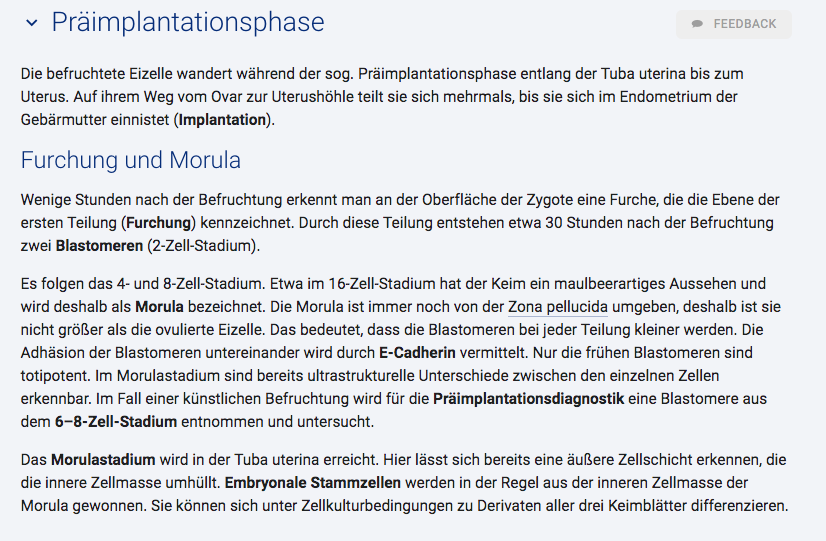 Präimplantationsphase
FEEDBACK
Die befruchtete Eizelle wandert während der sog. Präimplantationsphase entlang der Tuba uterina bis zum
Uterus. Auf ihrem Weg vom Ovar zur Uterushöhle teilt sie sich mehrmals, bis sie sich im Endometrium der
Gebärmutter einnistet (Implantation).
Furchung und Morula
Wenige Stunden nach der Befruchtung erkennt man an der Oberfläche der Zygote eine Furche, die die Ebene der
ersten Teilung (Furchung) kennzeichnet. Durch diese Teilung entstehen etwa 30 Stunden nach der Befruchtung
zwei Blastomeren (2-Zell-Stadium).
Es folgen das 4- und 8-Zell-Stadium. Etwa im 16-Zell-Stadium hat der Keim ein maulbeerartiges Aussehen und
wird deshalb als Morula bezeichnet. Die Morula ist immer noch von der Zona pellucida umgeben, deshalb ist sie
nicht größer als die ovulierte Eizelle. Das bedeutet, dass die Blastomeren bei jeder Teilung kleiner werden. Die
Adhäsion der Blastomeren untereinander wird durch E-Cadherin vermittelt. Nur die frühen Blastomeren sind
totipotent. Im Morulastadium sind bereits ultrastrukturelle Unterschiede zwischen den einzelnen Zellen
erkennbar. Im Fall einer künstlichen Befruchtung wird für die Präimplantationsdiagnostik eine Blastomere aus
dem 6–8-Zell-Stadium entnommen und untersucht.
Das Morulastadium wird in der Tuba uterina erreicht. Hier lässt sich bereits eine äußere Zellschicht erkennen, die
die innere Zellmasse umhüllt. Embryonale Stammzellen werden in der Regel aus der inneren Zellmasse der
Morula gewonnen. Sie können sich unter Zellkulturbedingungen zu Derivaten aller drei Keimblätter differenzieren.